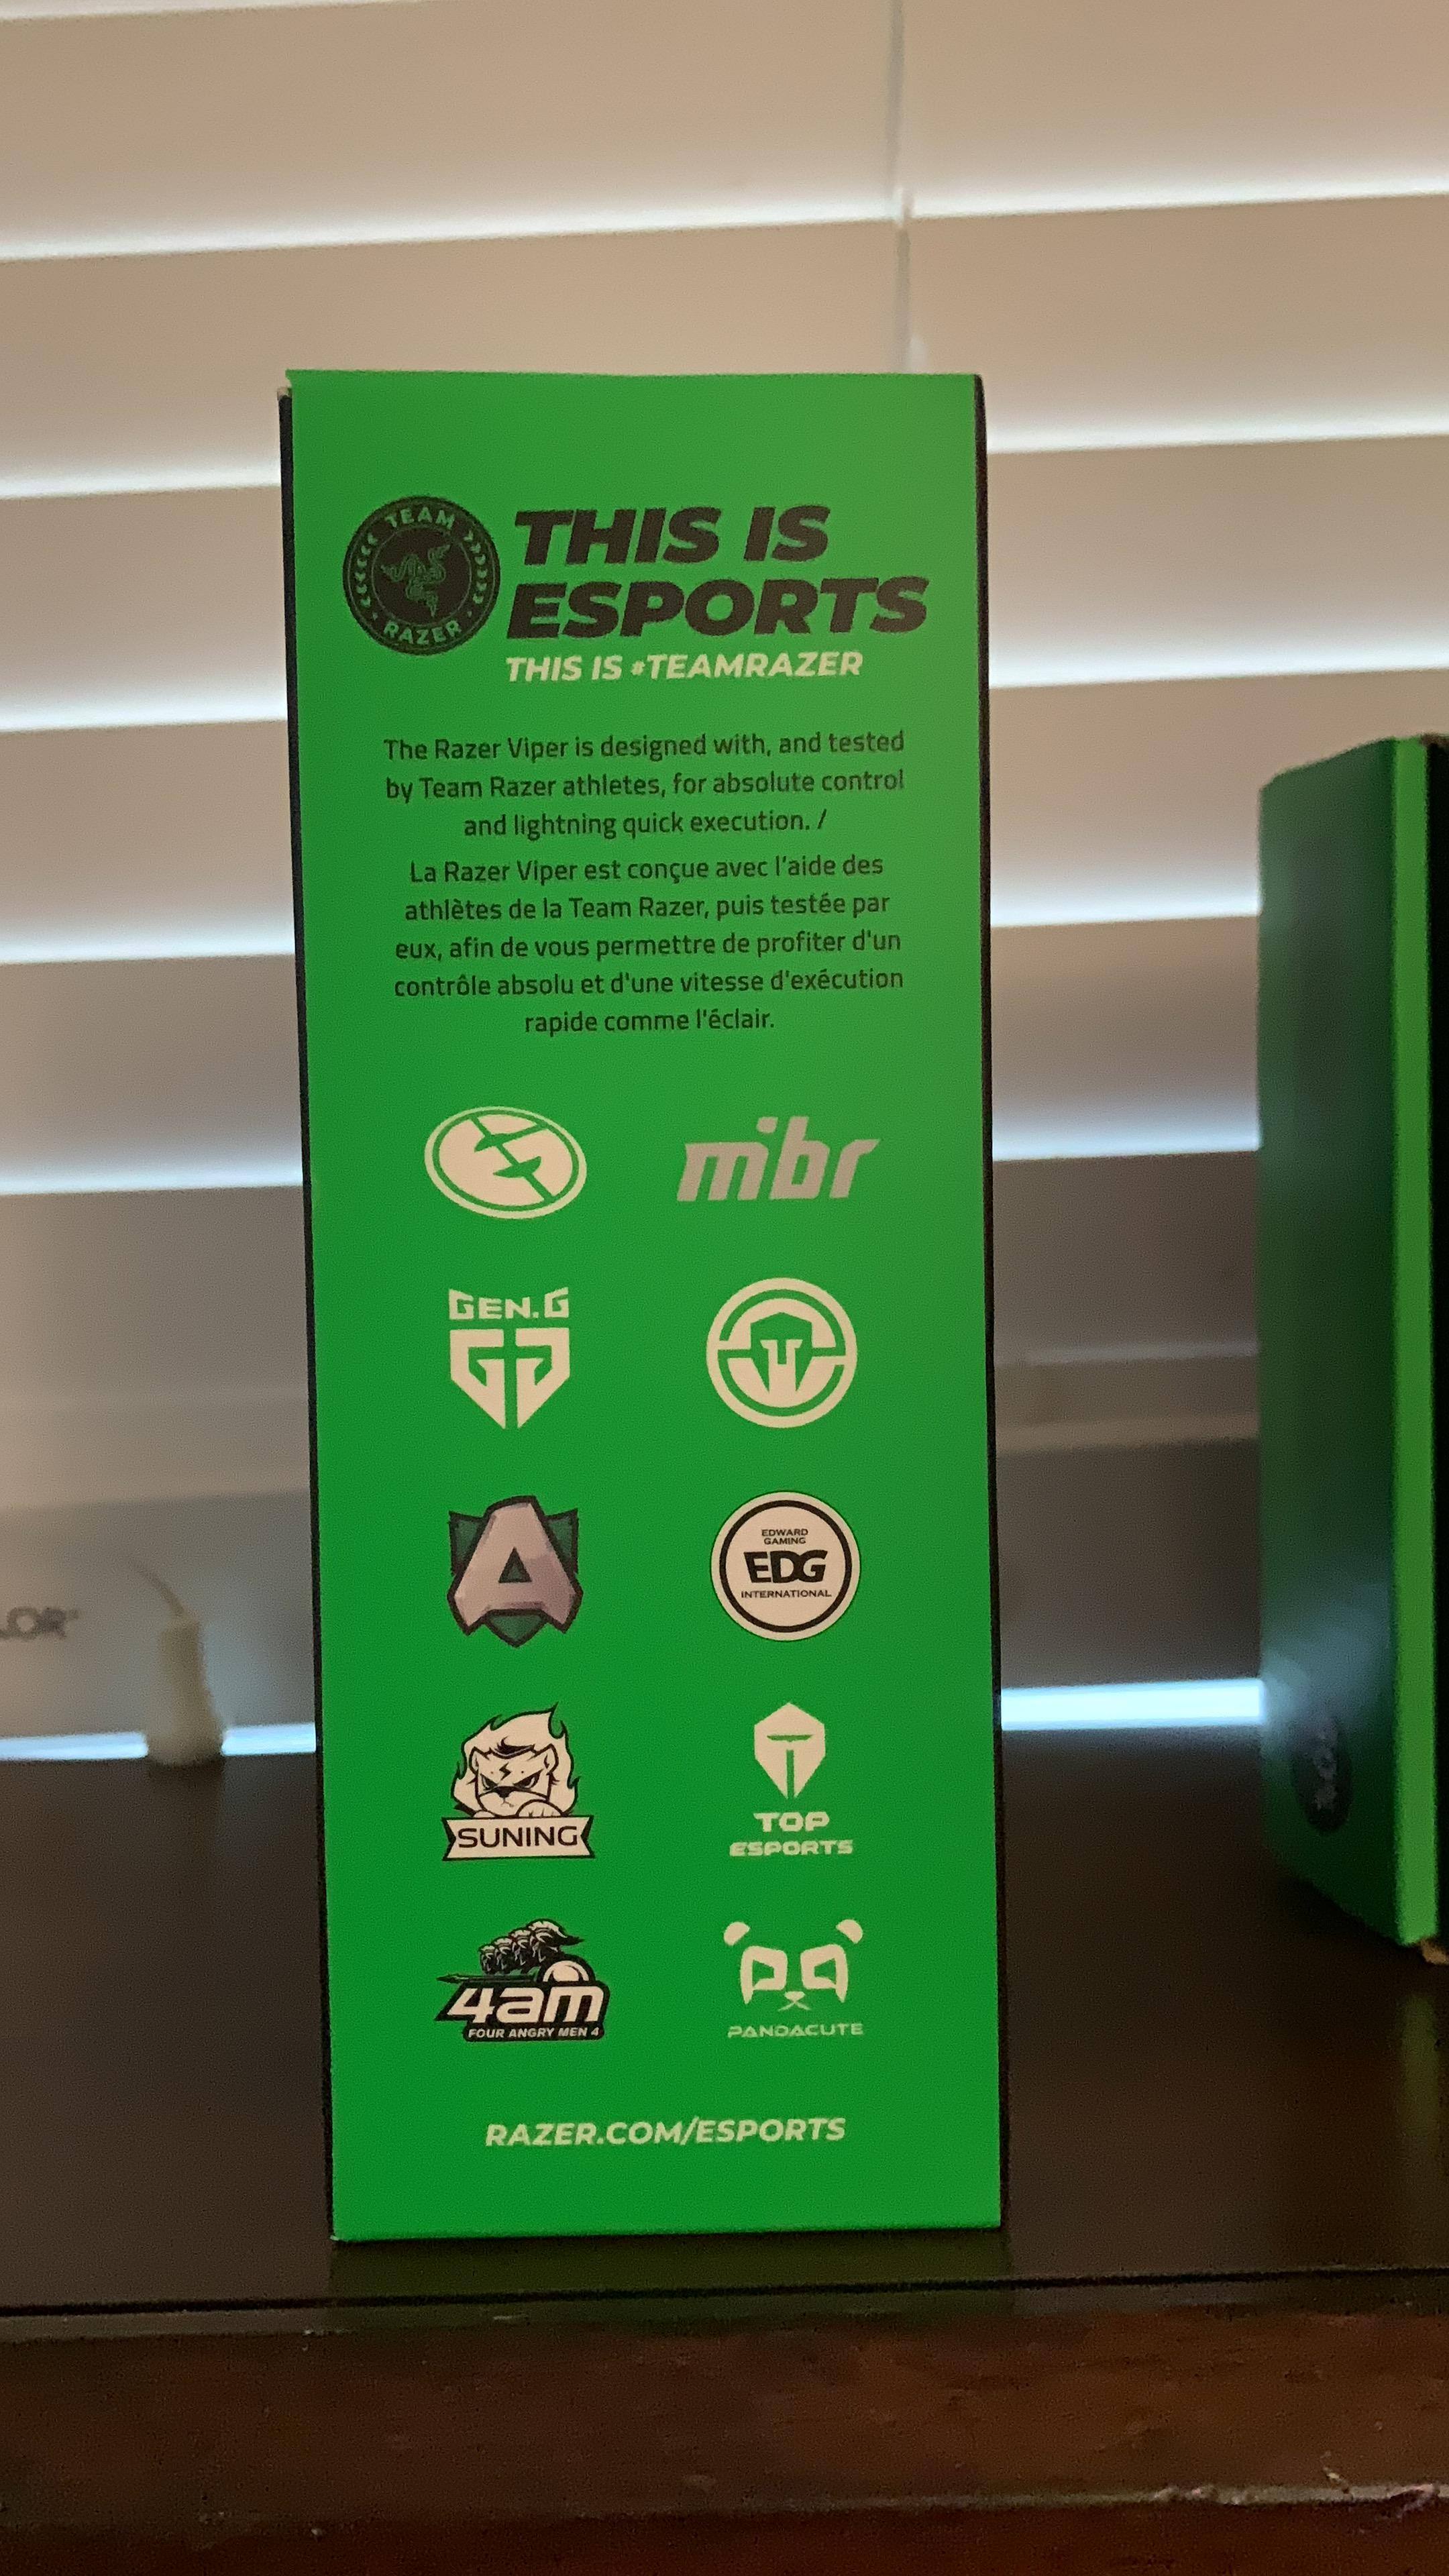 TEAM
RAZER
THIS IS
ESPORTS
THIS IS #TEAMRAZER
The Razer Viper is designed with, and tested
by Team Razer athletes, for absolute control
and lightning quick execution. /
La Razer Viper est conçue avec l'aide des
athlètes de la Team Razer, puis testée par
eux, afin de vous permettre de profiter d'un
contrôle absolu et d'une vitesse d'exécution
rapide comme l'éclair.
mibr
GEN.G
EDWARD
GAMING
EDG
INTERNATIONAL
SUNING
TOP
ESPORTS
4am
FOUR ANGRY MEN 4
PANDACUTE
RAZER.COM/ESPORTS